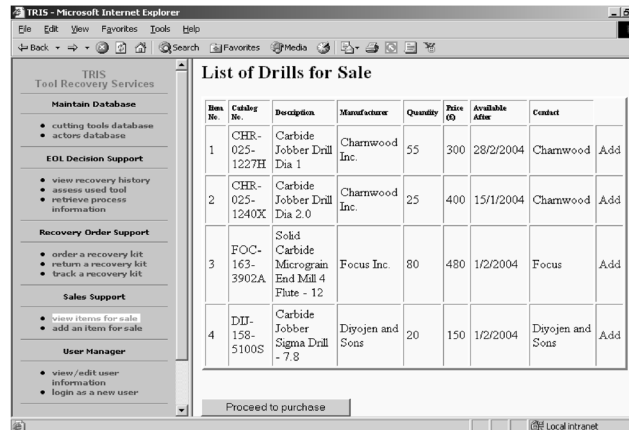 TRIS - Microsoft Internet Explorer
File Edit View Favorites Tools Help
Back Search Favorites Media
TRIS
Tool Recovery Services
Maintain Database
cutting tools database
actors database
EOL Decision Support
view recovery history
assess used tool
retrieve process
information
Recovery Order Support
order a recovery kit
return a recovery kit
track a recovery kit
Sales Support
view items for sale
add an item for sale
User Manager
view/edit user
information
login as a new user
List of Drills for Sale
Item No. Catalog No. Description Manufacturer Quantity Price (£) Available After Contact
1 CHR-025-1227H Carbide Jobber Drill Dia 1 Charnwood Inc. 55 300 28/2/2004 Charnwood Add
2 CHR-025-1240X Carbide Jobber Drill Dia 2.0 Charnwood Inc. 25 400 15/1/2004 Charnwood Add
3 FOC-163-3902A Solid Carbide Micrograin End Mill 4 Flute - 12 Focus Inc. 80 480 1/2/2004 Focus Add
4 DIJ-158-5100S Carbide Jobber Sigma Drill - 7.8 Diyojen and Sons 20 150 1/2/2004 Diyojen and Sons Add
Proceed to purchase
Local intranet